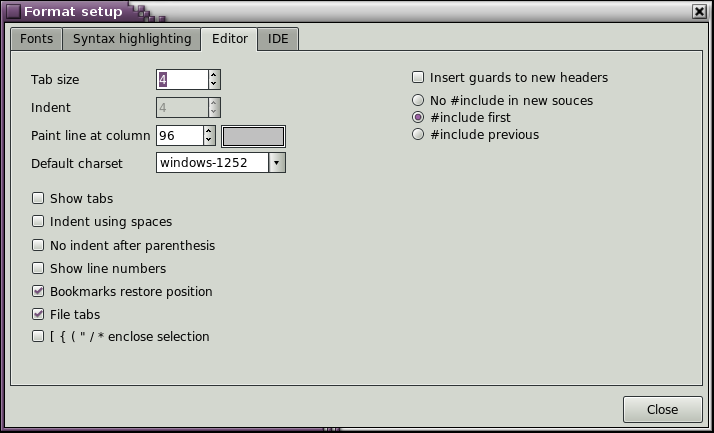 Format setup
Fonts
Syntax highlighting
Editor
IDE
Tab size
4
Indent
4
Paint line at column
96
Default charset
windows-1252
Show tabs
Indent using spaces
No indent after parenthesis
Show line numbers
Bookmarks restore position
File tabs
[ { ( " / * enclose selection
Insert guards to new headers
No #include in new souces
#include first
#include previous
Close